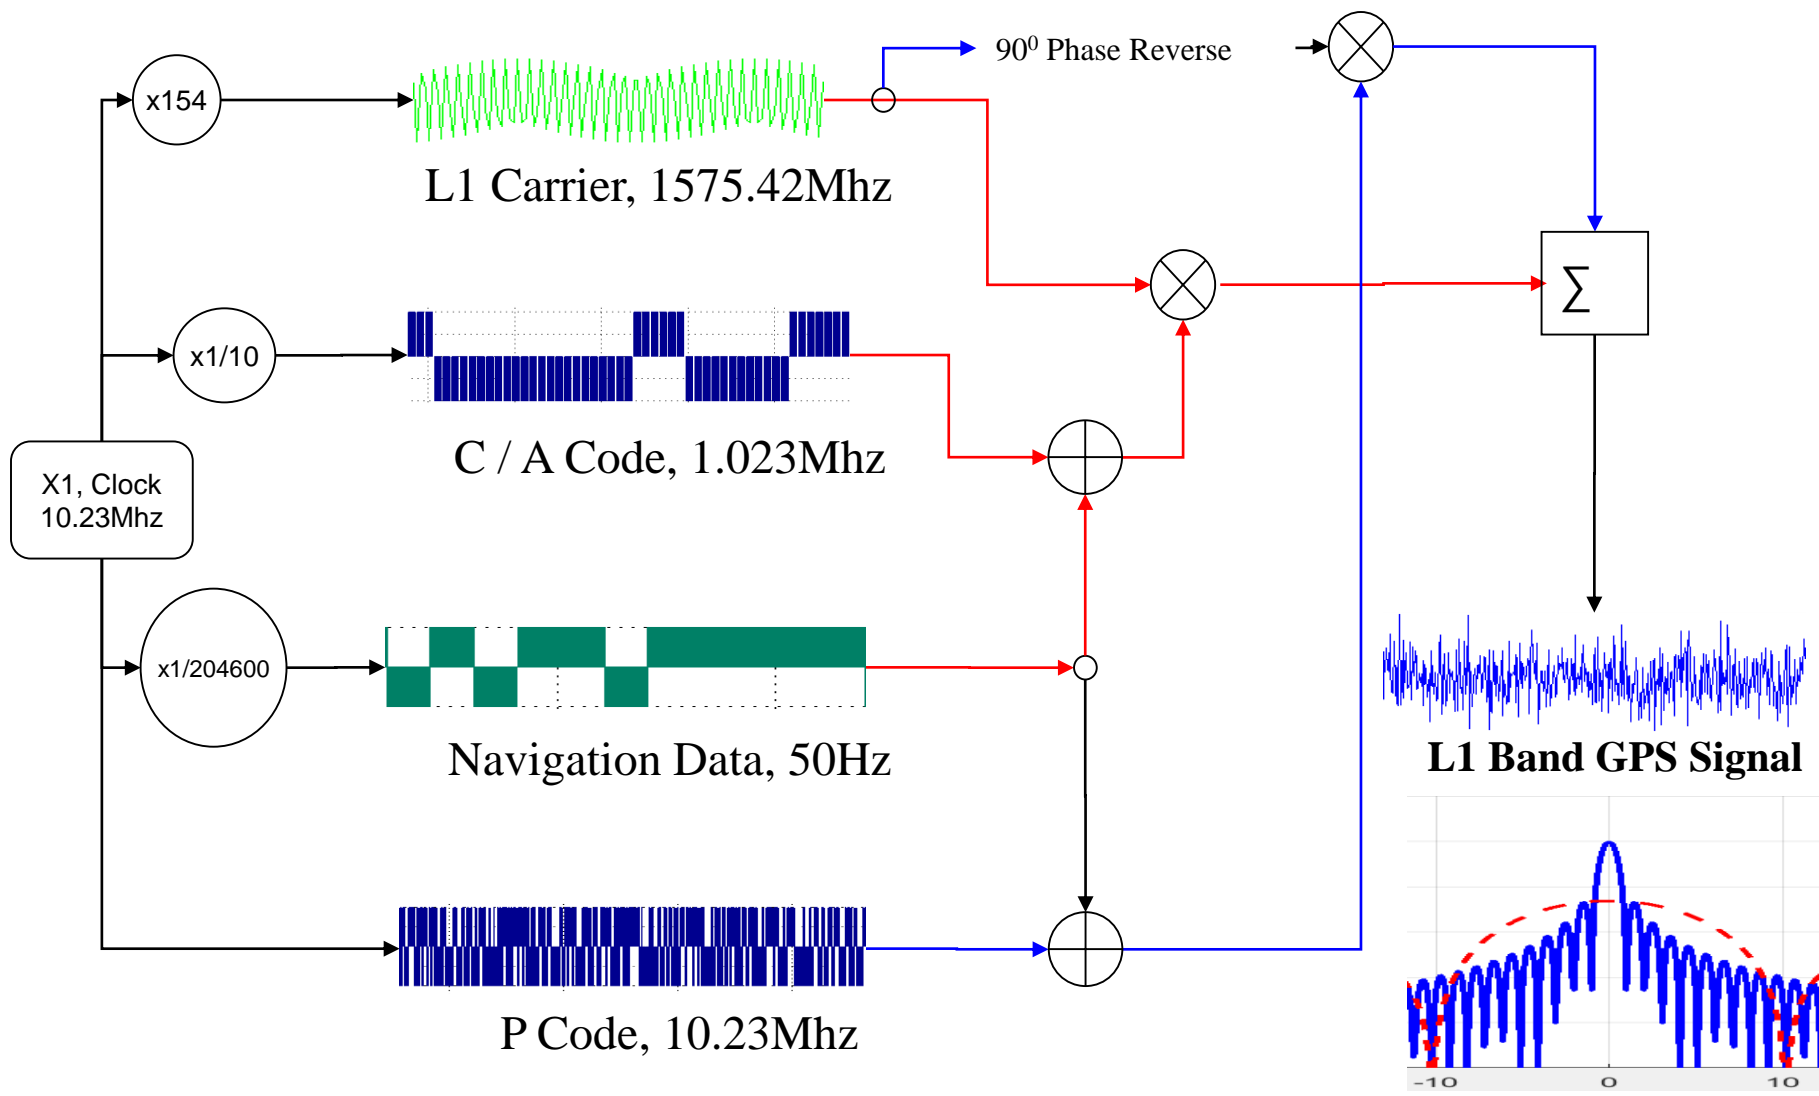 90⁰ Phase Reverse
x154
L1 Carrier, 1575.42Mhz
∑
x1/10
C / A Code, 1.023Mhz
X1, Clock
10.23Mhz
x1/204600
Navigation Data, 50Hz
L1 Band GPS Signal
P Code, 10.23Mhz
-10 0 10